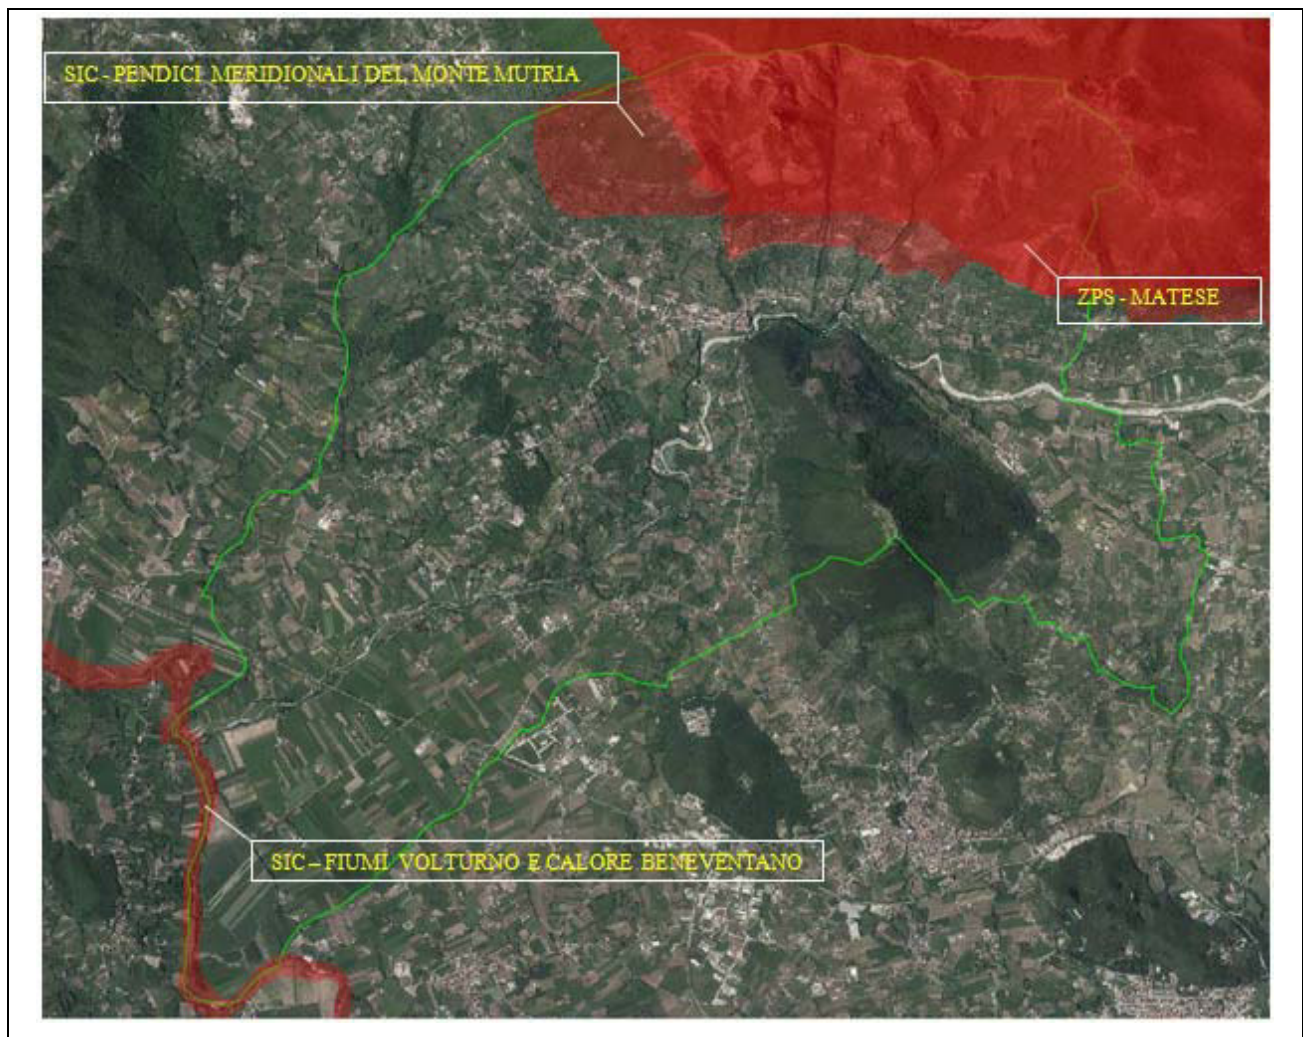 SIC - PENDICI MERIDIONALI DEL MONTE MUTRIA
ZPS - MATESE
SIC – FIUMI VOLTURNO E CALORE BENEVENTANO